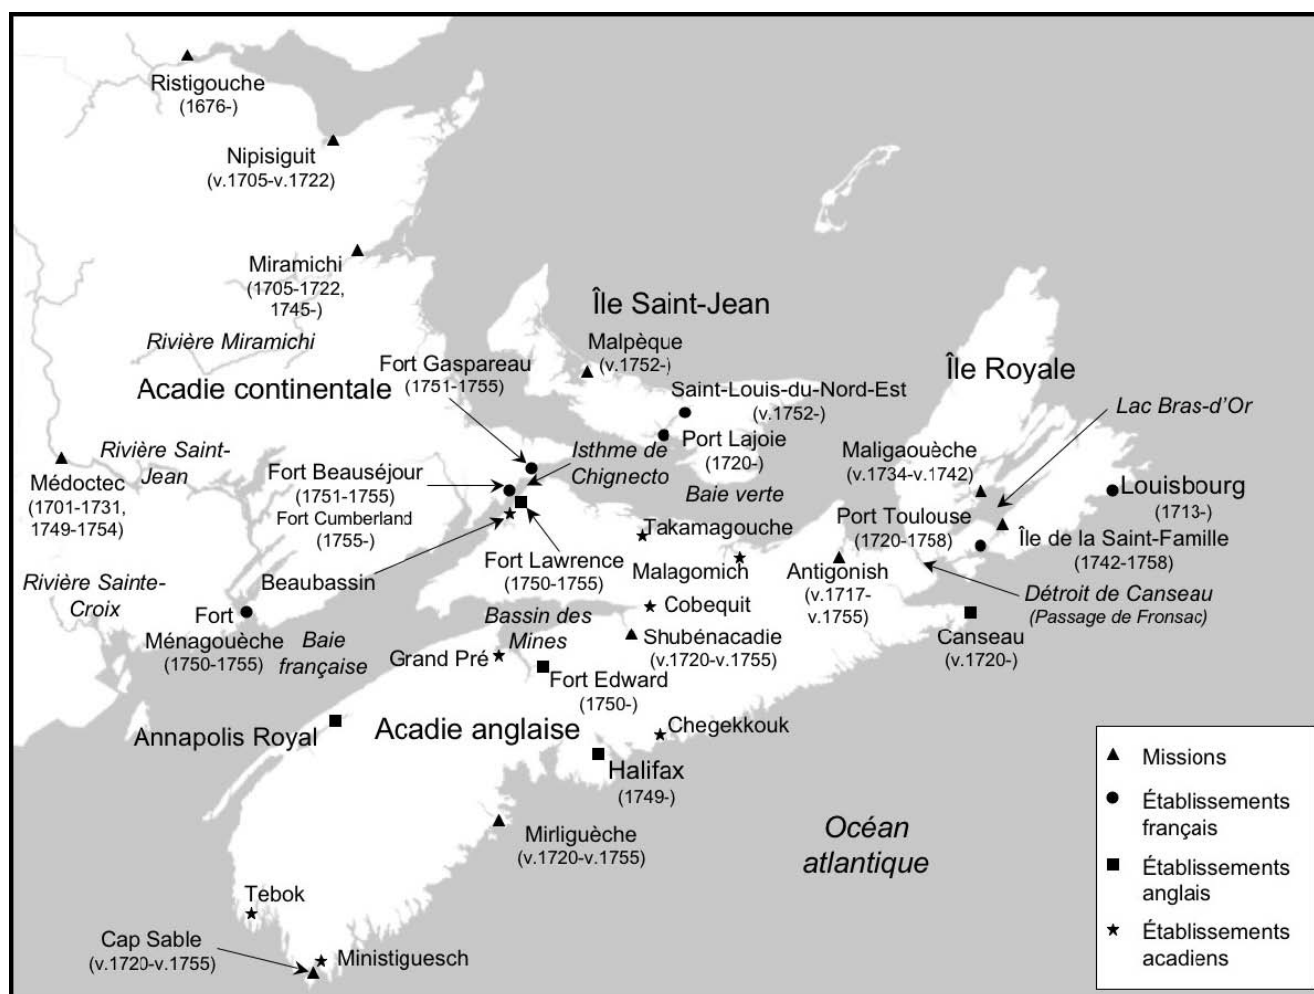 Ristigouche
(1676-)
Nipisiguit
(v.1705-v.1722)
Miramichi
(1705-1722,
1745-)
Rivière Miramichi
Île Saint-Jean
Malpèque
(v.1752-)
Fort Gaspareau
(1751-1755)
Île Royale
Acadie continentale
Saint-Louis-du-Nord-Est
(v.1752-)
Lac Bras-d'Or
Rivière Saint-
Jean
Port Lajoie
(1720-)
Isthme de
Chignecto
Maligaouèche
(v.1734-v.1742)
Médoctec
(1701-1731,
1749-1754)
Fort Beauséjour
(1751-1755)
Fort Cumberland
(1755-)
Baie verte
Louisbourg
(1713-)
Port Toulouse
(1720-1758)
Takamagouche
Île de la Saint-Famille
(1742-1758)
Fort Lawrence
(1750-1755)
Malagomich
Antigonish
(v.1717-
v.1755)
Beaubassin
Rivière Sainte-
Croix
Détroit de Canseau
(Passage de Fronsac)
Cobequit
Fort
Ménagouèche
(1750-1755)
Baie
française
Bassin des
Mines
Shubénacadie
(v.1720-v.1755)
Canseau
(v.1720-)
Grand Pré
Fort Edward
(1750-)
Annapolis Royal
Acadie anglaise
Chegekkouk
Halifax
(1749-)
Mirliguèche
(v.1720-v.1755)
Océan
atlantique
Tebok
Cap Sable
(v.1720-v.1755)
Ministiguesch
Missions
Établissements
français
Établissements
anglais
Établissements
acadiens